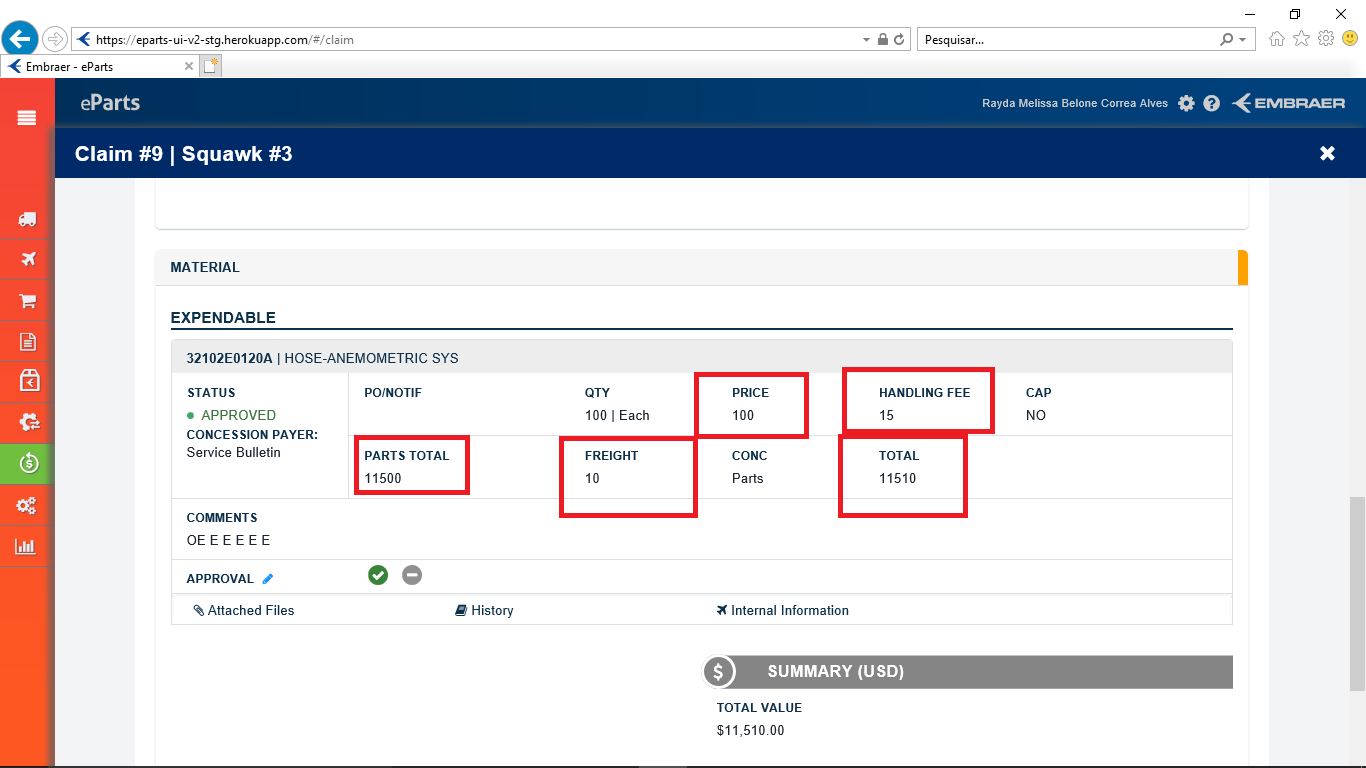 https://eparts-ui-v2-stg.herokuapp.com/#/claim
Pesquisar...
Embraer - eParts
eParts
Rayda Melissa Belone Correa Alves
EMBRAER
Claim #9 | Squawk #3
MATERIAL
EXPENDABLE
32102E0120A | HOSE-ANEMOMETRIC SYS
STATUS
APPROVED
CONCESSION PAYER:
Service Bulletin
PO/NOTIF
QTY
100 | Each
PRICE
100
HANDLING FEE
15
CAP
NO
PARTS TOTAL
11500
FREIGHT
10
CONC
Parts
TOTAL
11510
COMMENTS
OE E E E E E
APPROVAL
Attached Files
History
Internal Information
$
SUMMARY (USD)
TOTAL VALUE
$11,510.00